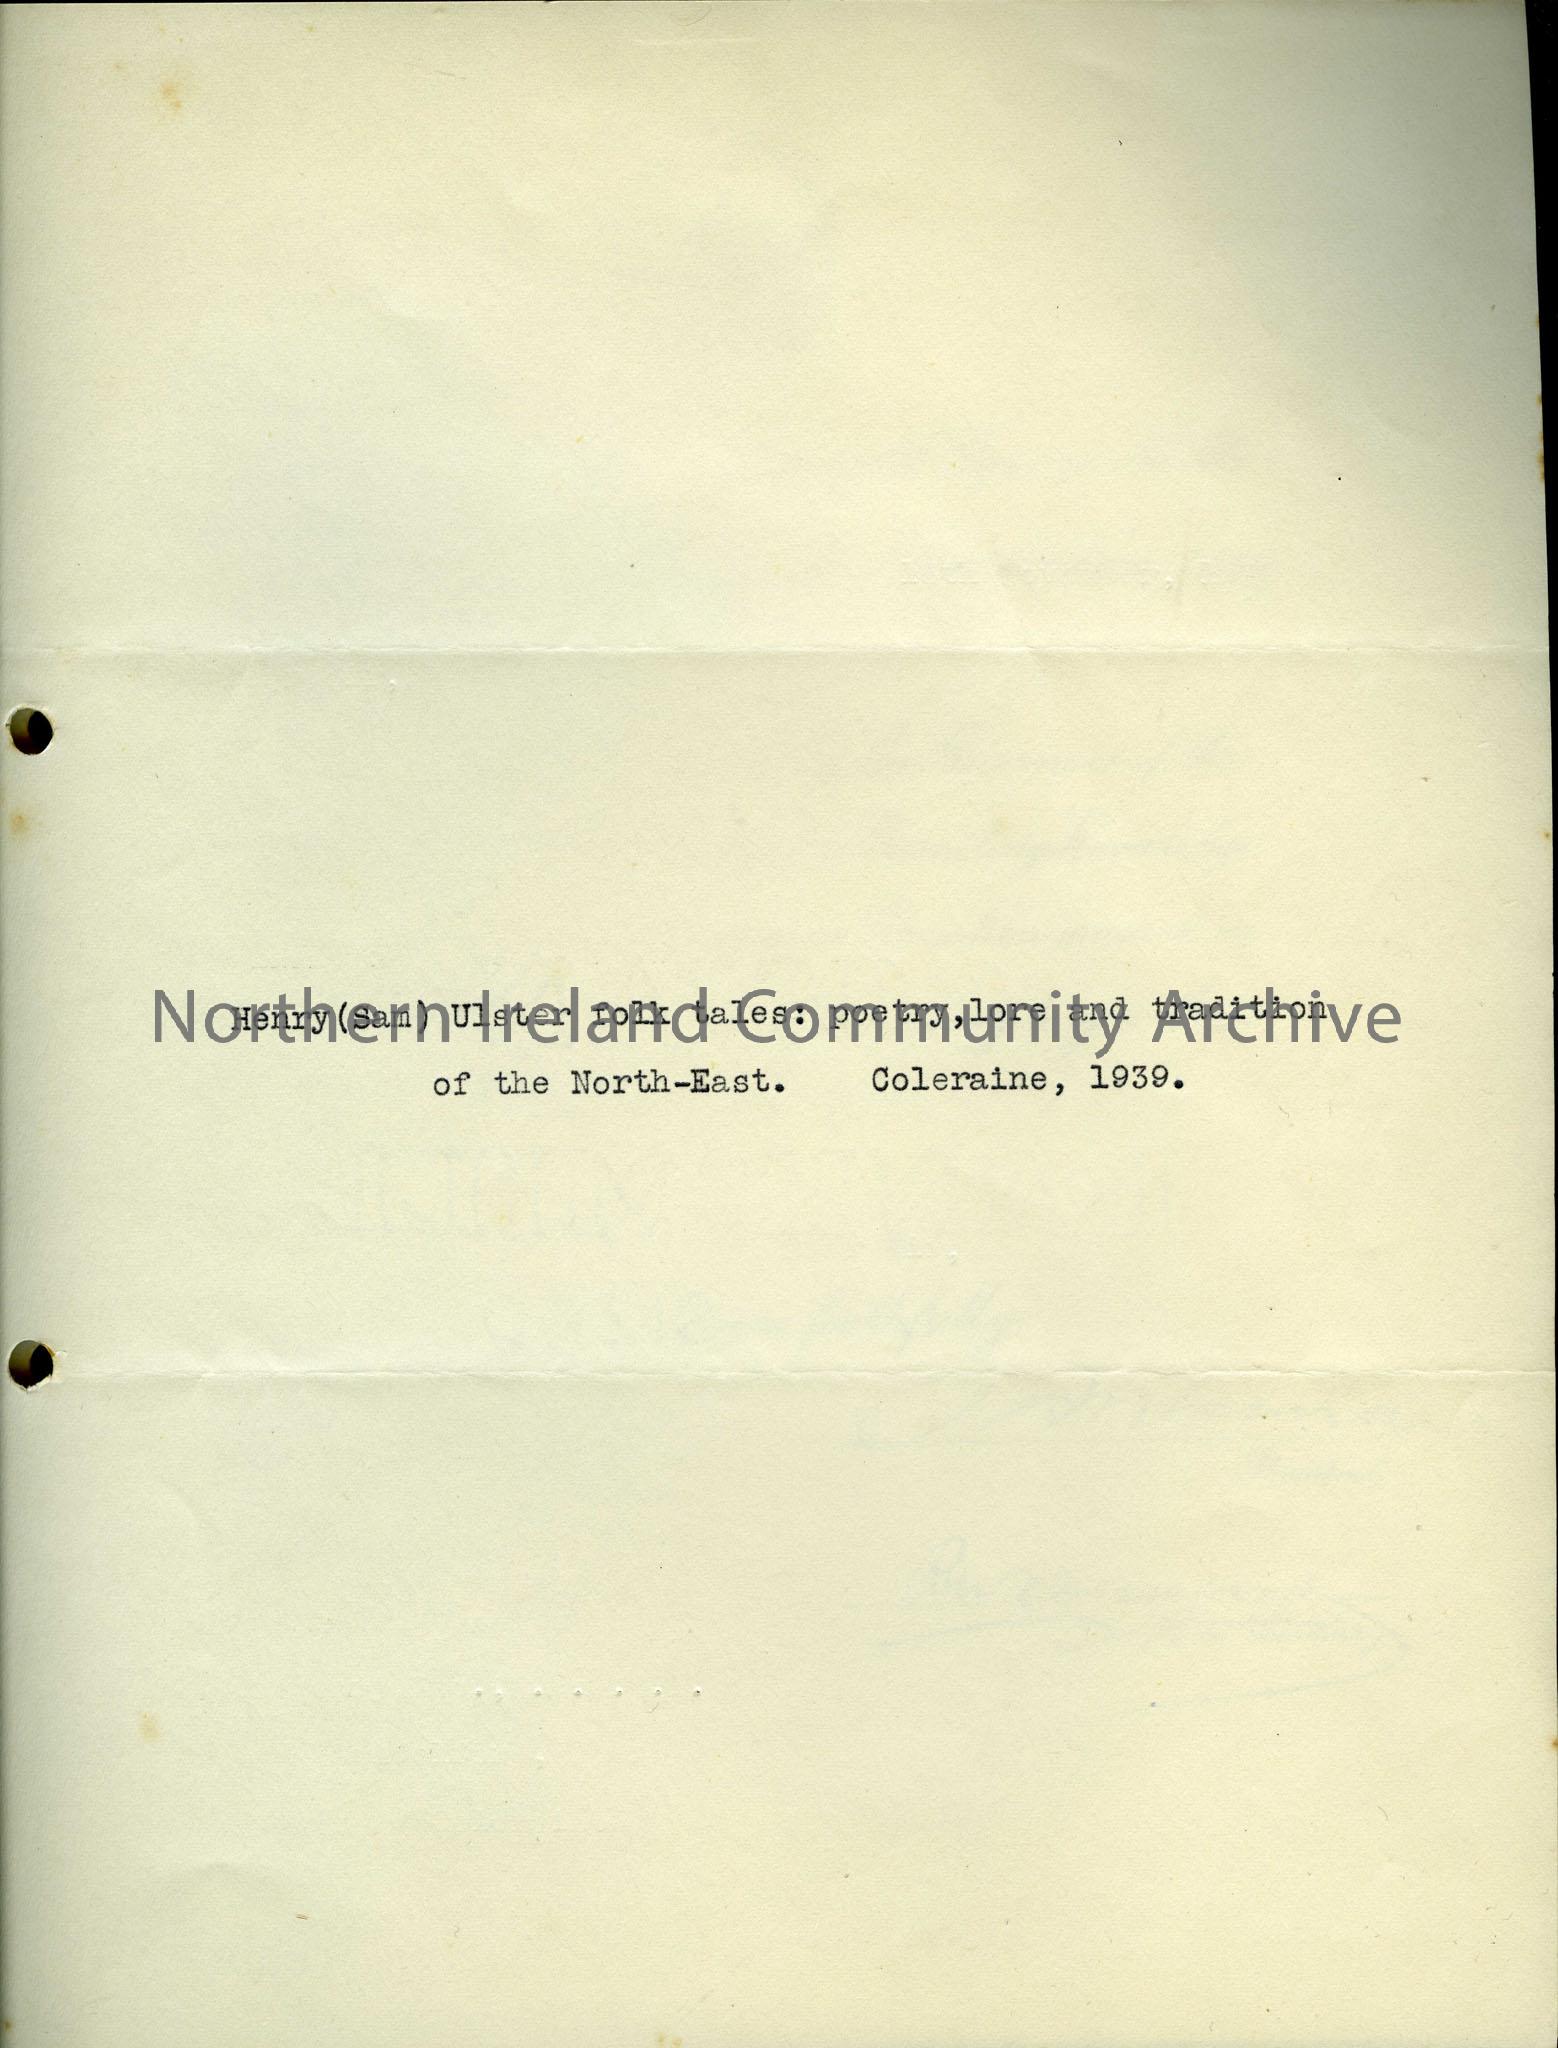 Henry(Sam) Ulster folk tales: poetry,lore and tradition
of the North-East. Coleraine, 1939.
Northern Ireland Community Archive